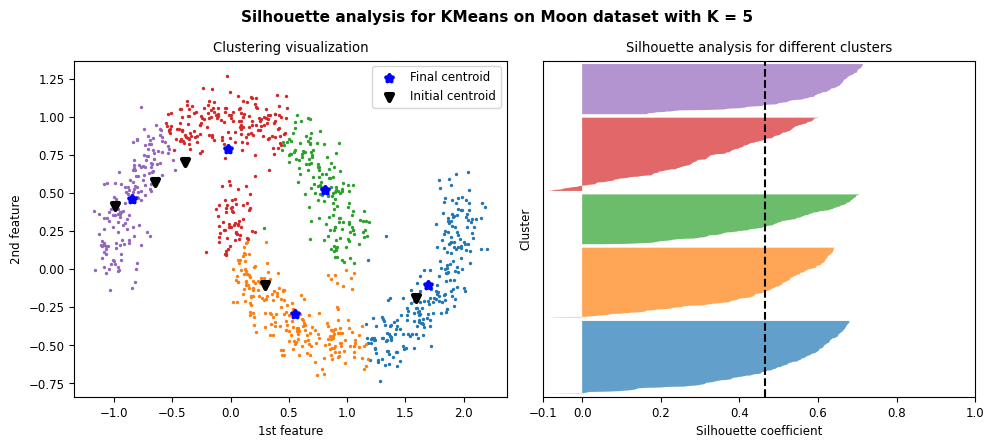 Silhouette analysis for KMeans on Moon dataset with K = 5
Clustering visualization
Final centroid
Initial centroid
2nd feature
1.25
1.00
0.75
0.50
0.25
0.00
−0.25
−0.50
−0.75
−1.0
−0.5
0.0
0.5
1.0
1.5
2.0
1st feature
Silhouette analysis for different clusters
Cluster
−0.1
0.0
0.2
0.4
0.6
0.8
1.0
Silhouette coefficient